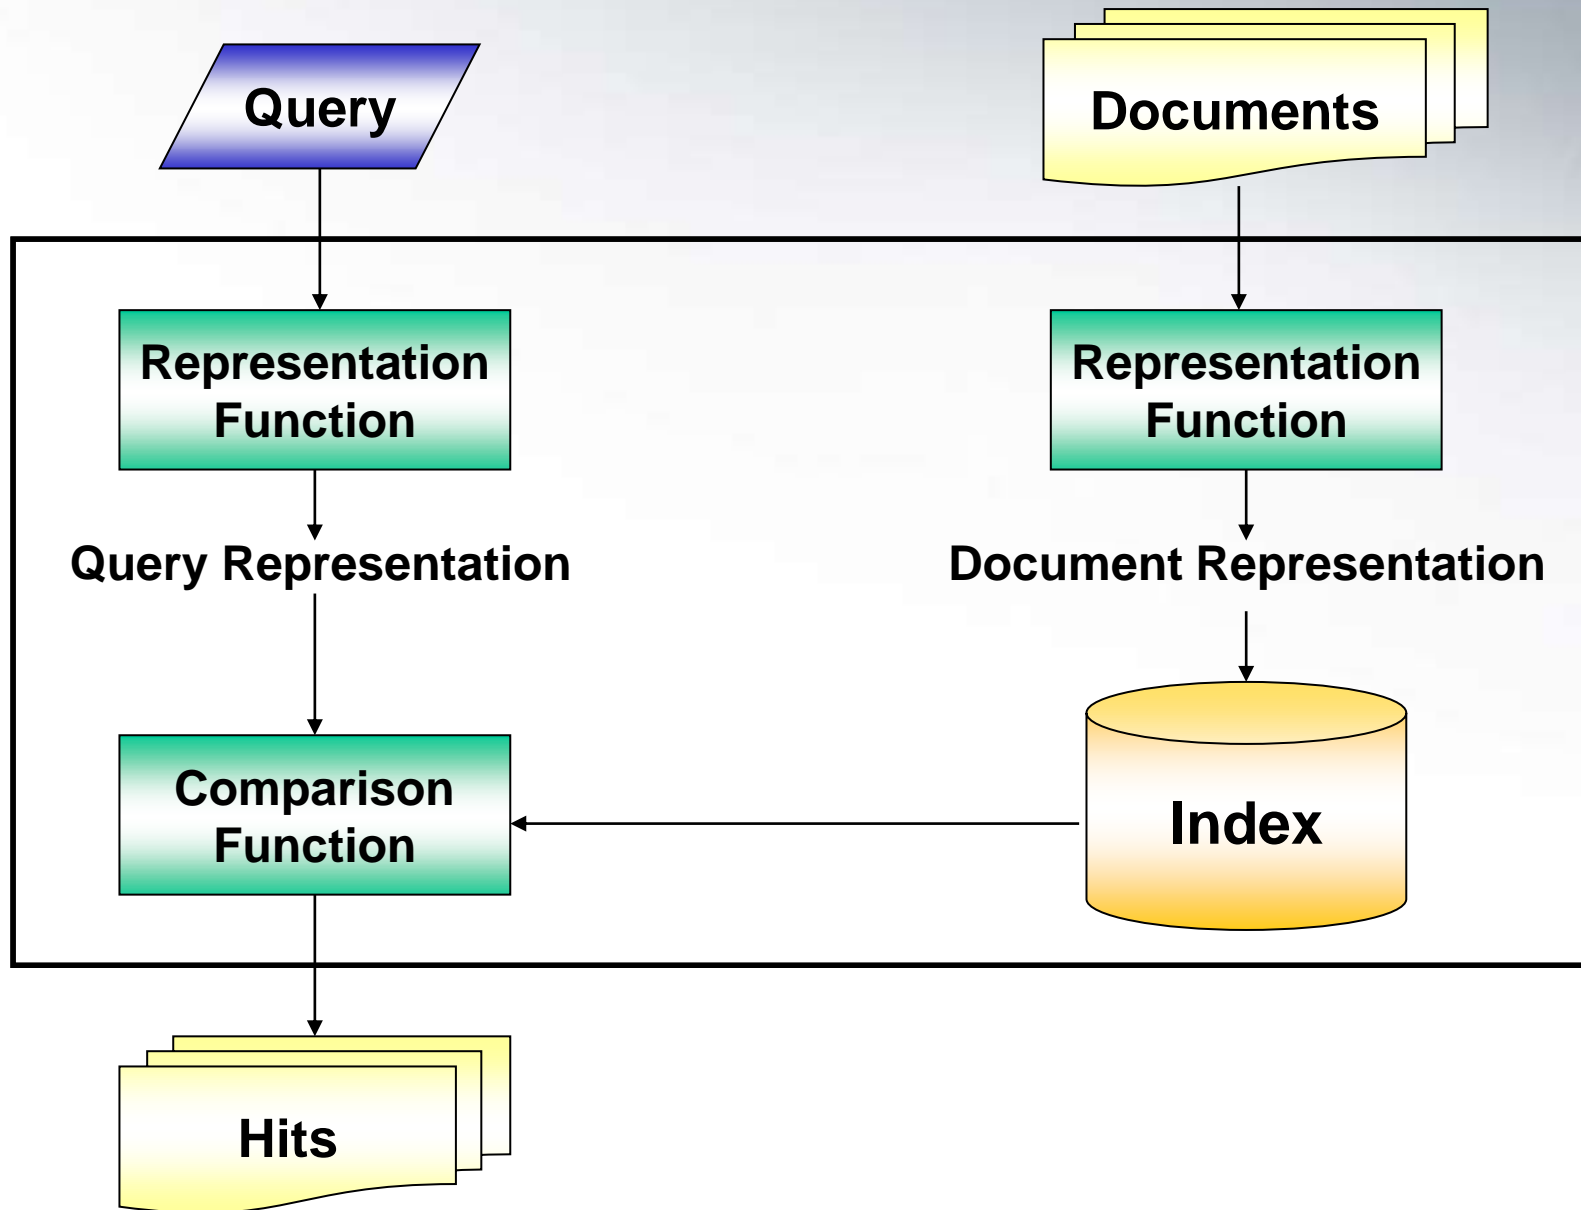 Query
Documents
Representation
Function
Representation
Function
Query Representation
Document Representation
Comparison
Function
Index
Hits